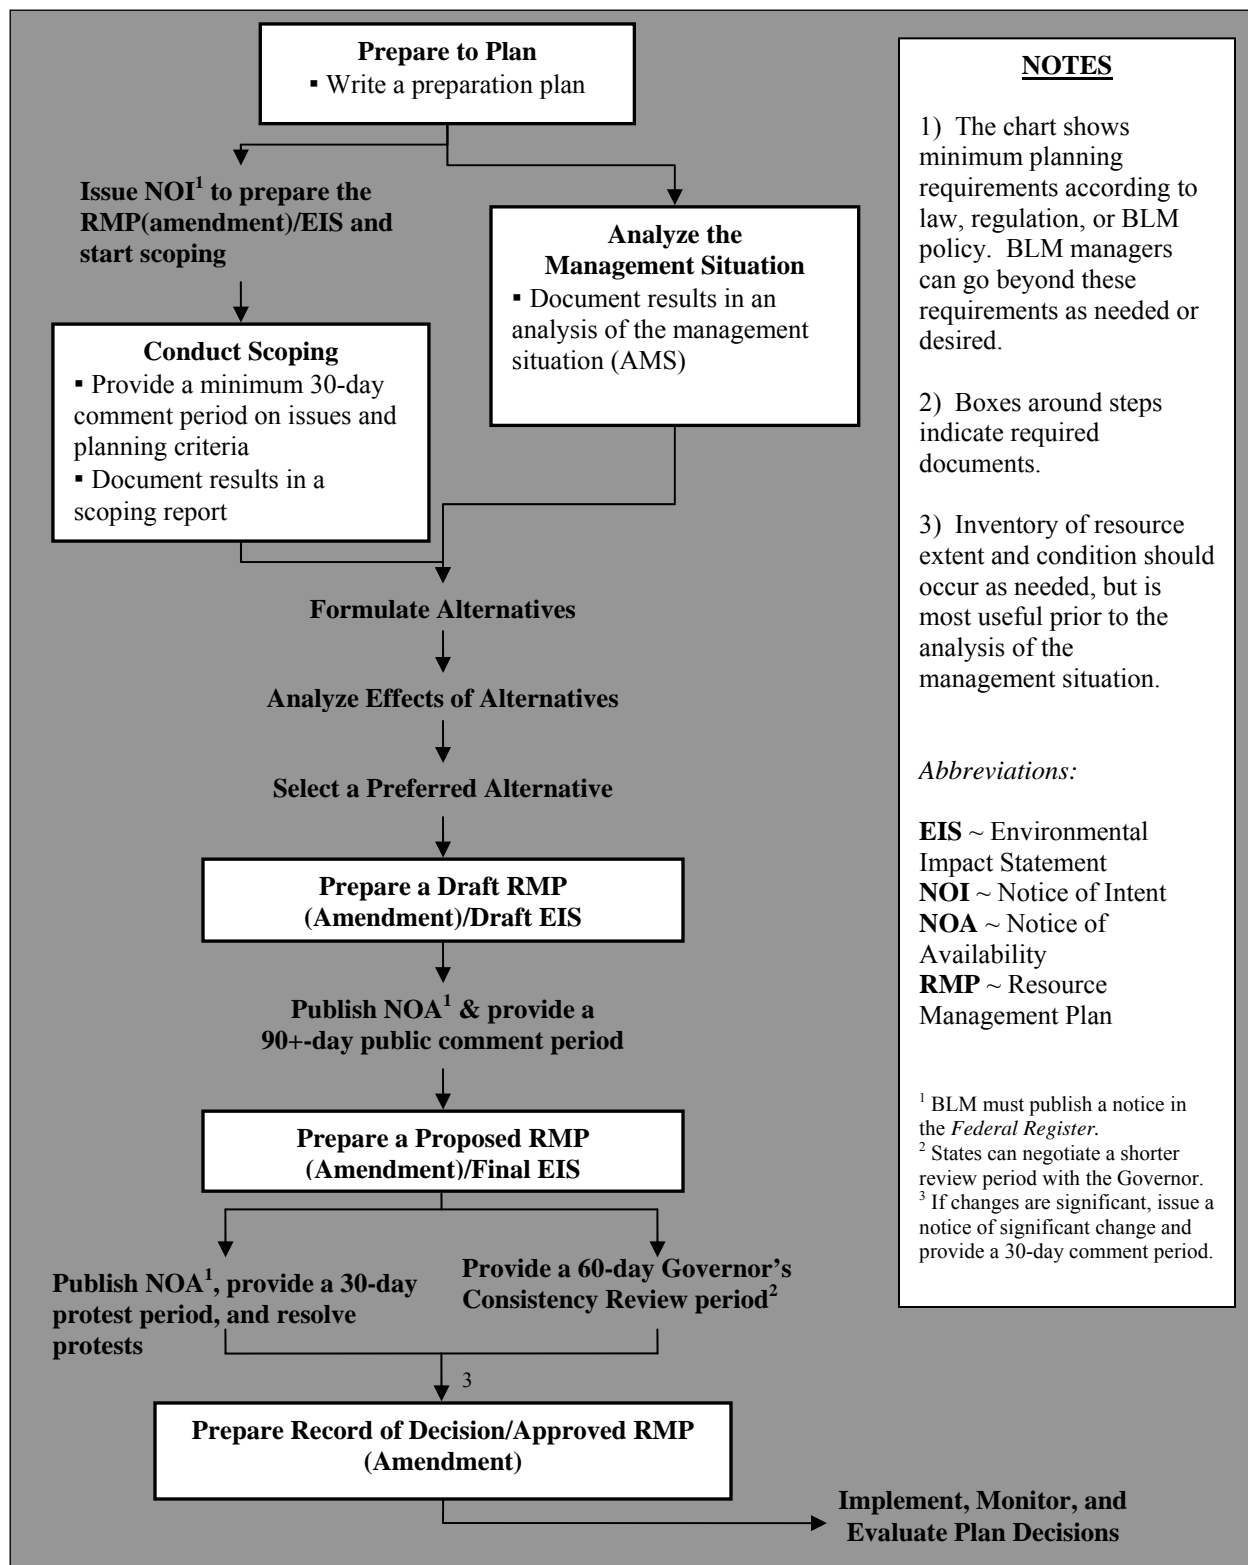 Prepare to Plan
▪ Write a preparation plan
Issue NOI¹ to prepare the
RMP(amendment)/EIS and
start scoping
Analyze the
Management Situation
▪ Document results in an
analysis of the management
situation (AMS)
Conduct Scoping
▪ Provide a minimum 30-day
comment period on issues and
planning criteria
▪ Document results in a
scoping report
Formulate Alternatives
Analyze Effects of Alternatives
Select a Preferred Alternative
Prepare a Draft RMP
(Amendment)/Draft EIS
Publish NOA¹ & provide a
90+-day public comment period
Prepare a Proposed RMP
(Amendment)/Final EIS
Publish NOA¹, provide a 30-day
protest period, and resolve
protests
Provide a 60-day Governor’s
Consistency Review period²
3
Prepare Record of Decision/Approved RMP
(Amendment)
Implement, Monitor, and
Evaluate Plan Decisions
NOTES
1) The chart shows
minimum planning
requirements according to
law, regulation, or BLM
policy. BLM managers
can go beyond these
requirements as needed or
desired.
2) Boxes around steps
indicate required
documents.
3) Inventory of resource
extent and condition should
occur as needed, but is
most useful prior to the
analysis of the
management situation.
Abbreviations:
EIS ~ Environmental
Impact Statement
NOI ~ Notice of Intent
NOA ~ Notice of
Availability
RMP ~ Resource
Management Plan
¹ BLM must publish a notice in
the Federal Register.
² States can negotiate a shorter
review period with the Governor.
³ If changes are significant, issue a
notice of significant change and
provide a 30-day comment period.